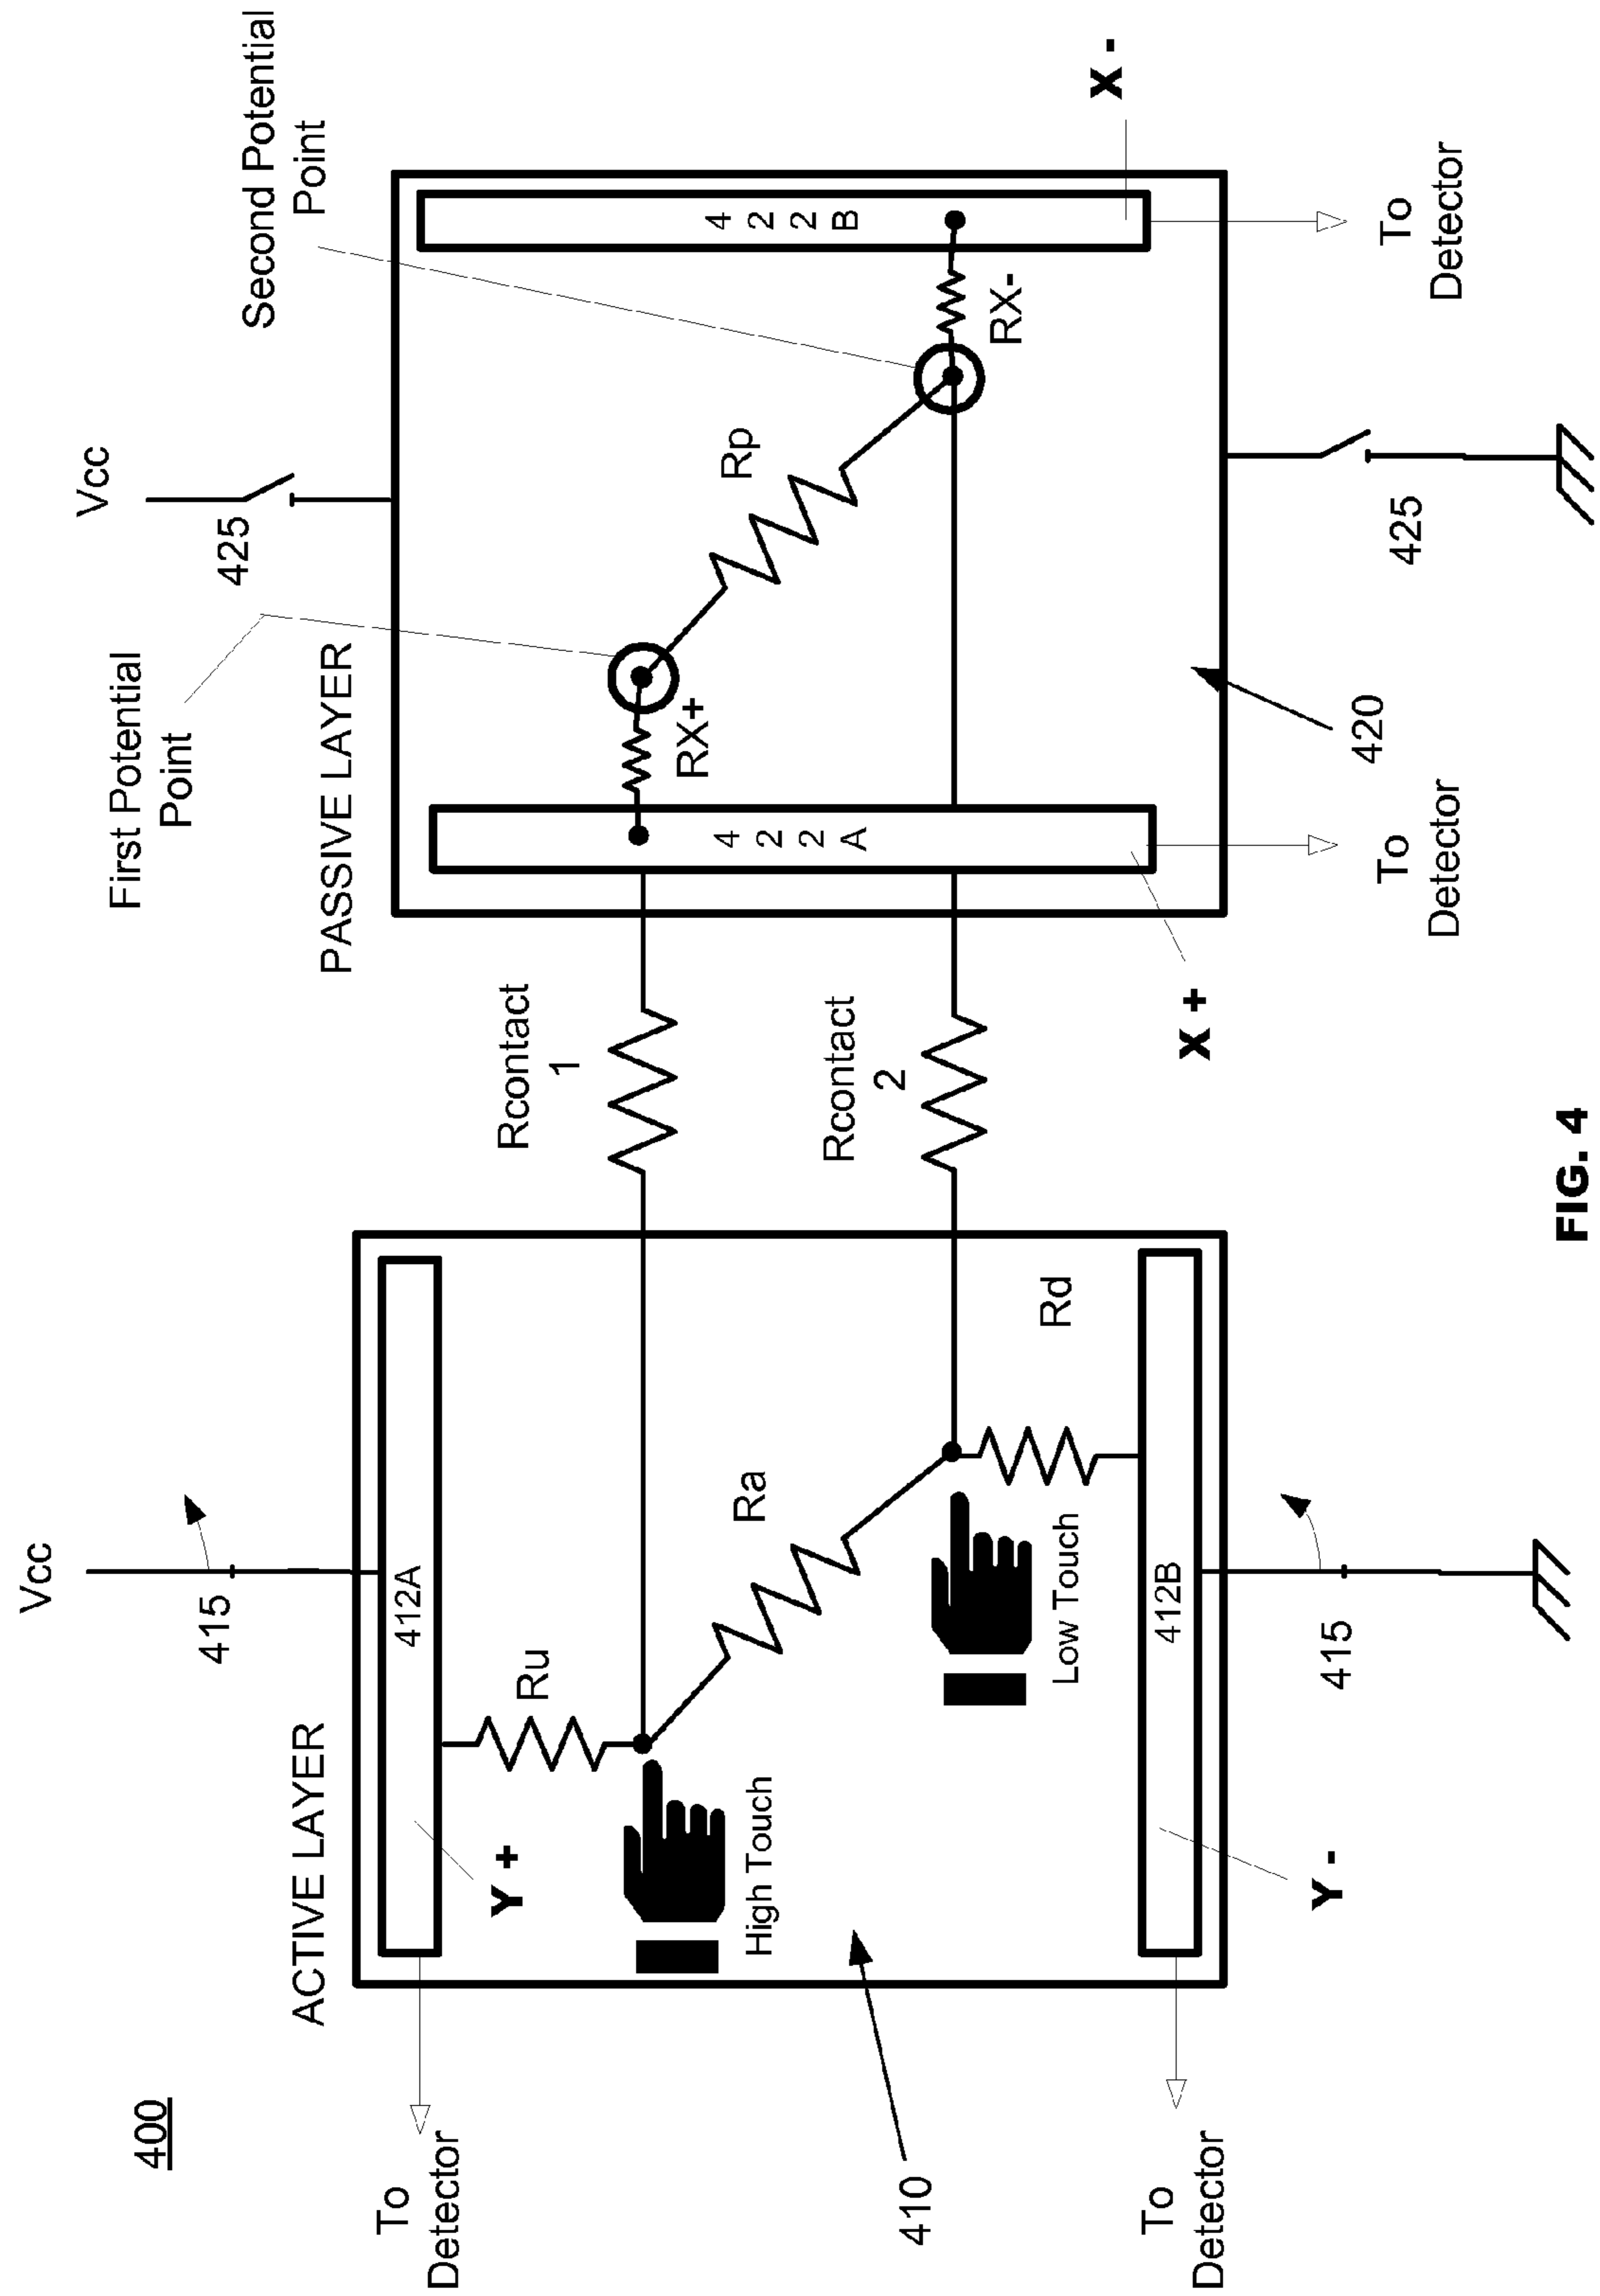 400
Vcc
415
ACTIVE LAYER
To
Detector
412A
Y +
Ru
High Touch
Ra
Low Touch
Rd
410
To
Detector
412B
Y -
415
Rcontact
1
Rcontact
2
First Potential
Point
Vcc
425
Second Potential
Point
PASSIVE LAYER
RX+
Rp
RX-
4
2
2
A
4
2
2
B
X +
X -
To
Detector
420
425
To
Detector
FIG. 4